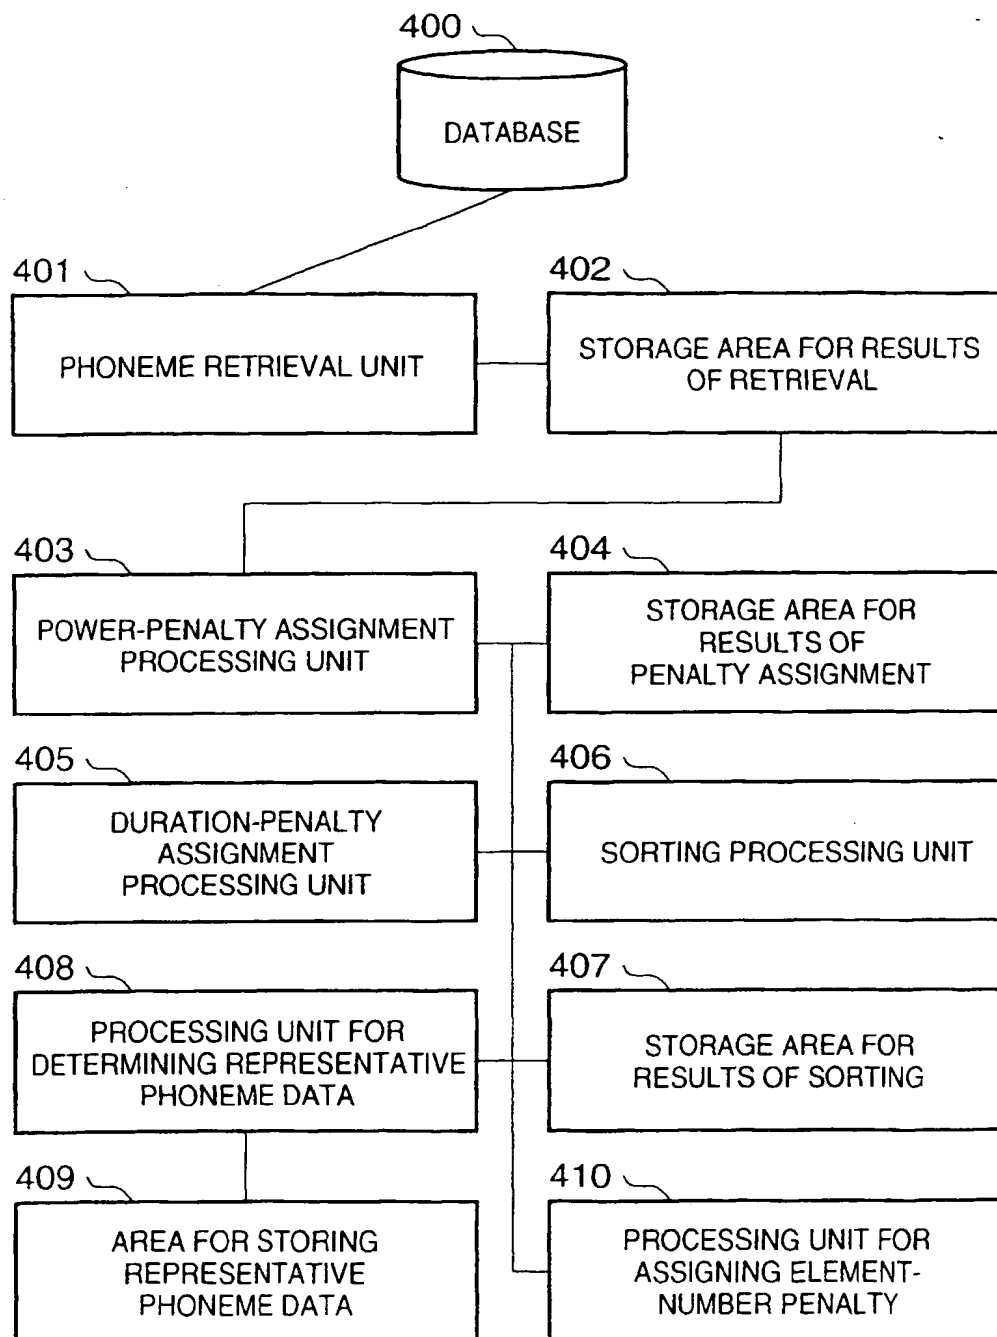 400
DATABASE
401
PHONEME RETRIEVAL UNIT
402
STORAGE AREA FOR RESULTS
OF RETRIEVAL
403
POWER-PENALTY ASSIGNMENT
PROCESSING UNIT
404
STORAGE AREA FOR
RESULTS OF
PENALTY ASSIGNMENT
405
DURATION-PENALTY
ASSIGNMENT
PROCESSING UNIT
406
SORTING PROCESSING UNIT
408
PROCESSING UNIT FOR
DETERMINING REPRESENTATIVE
PHONEME DATA
407
STORAGE AREA FOR
RESULTS OF SORTING
409
AREA FOR STORING
REPRESENTATIVE
PHONEME DATA
410
PROCESSING UNIT FOR
ASSIGNING ELEMENT-
NUMBER PENALTY